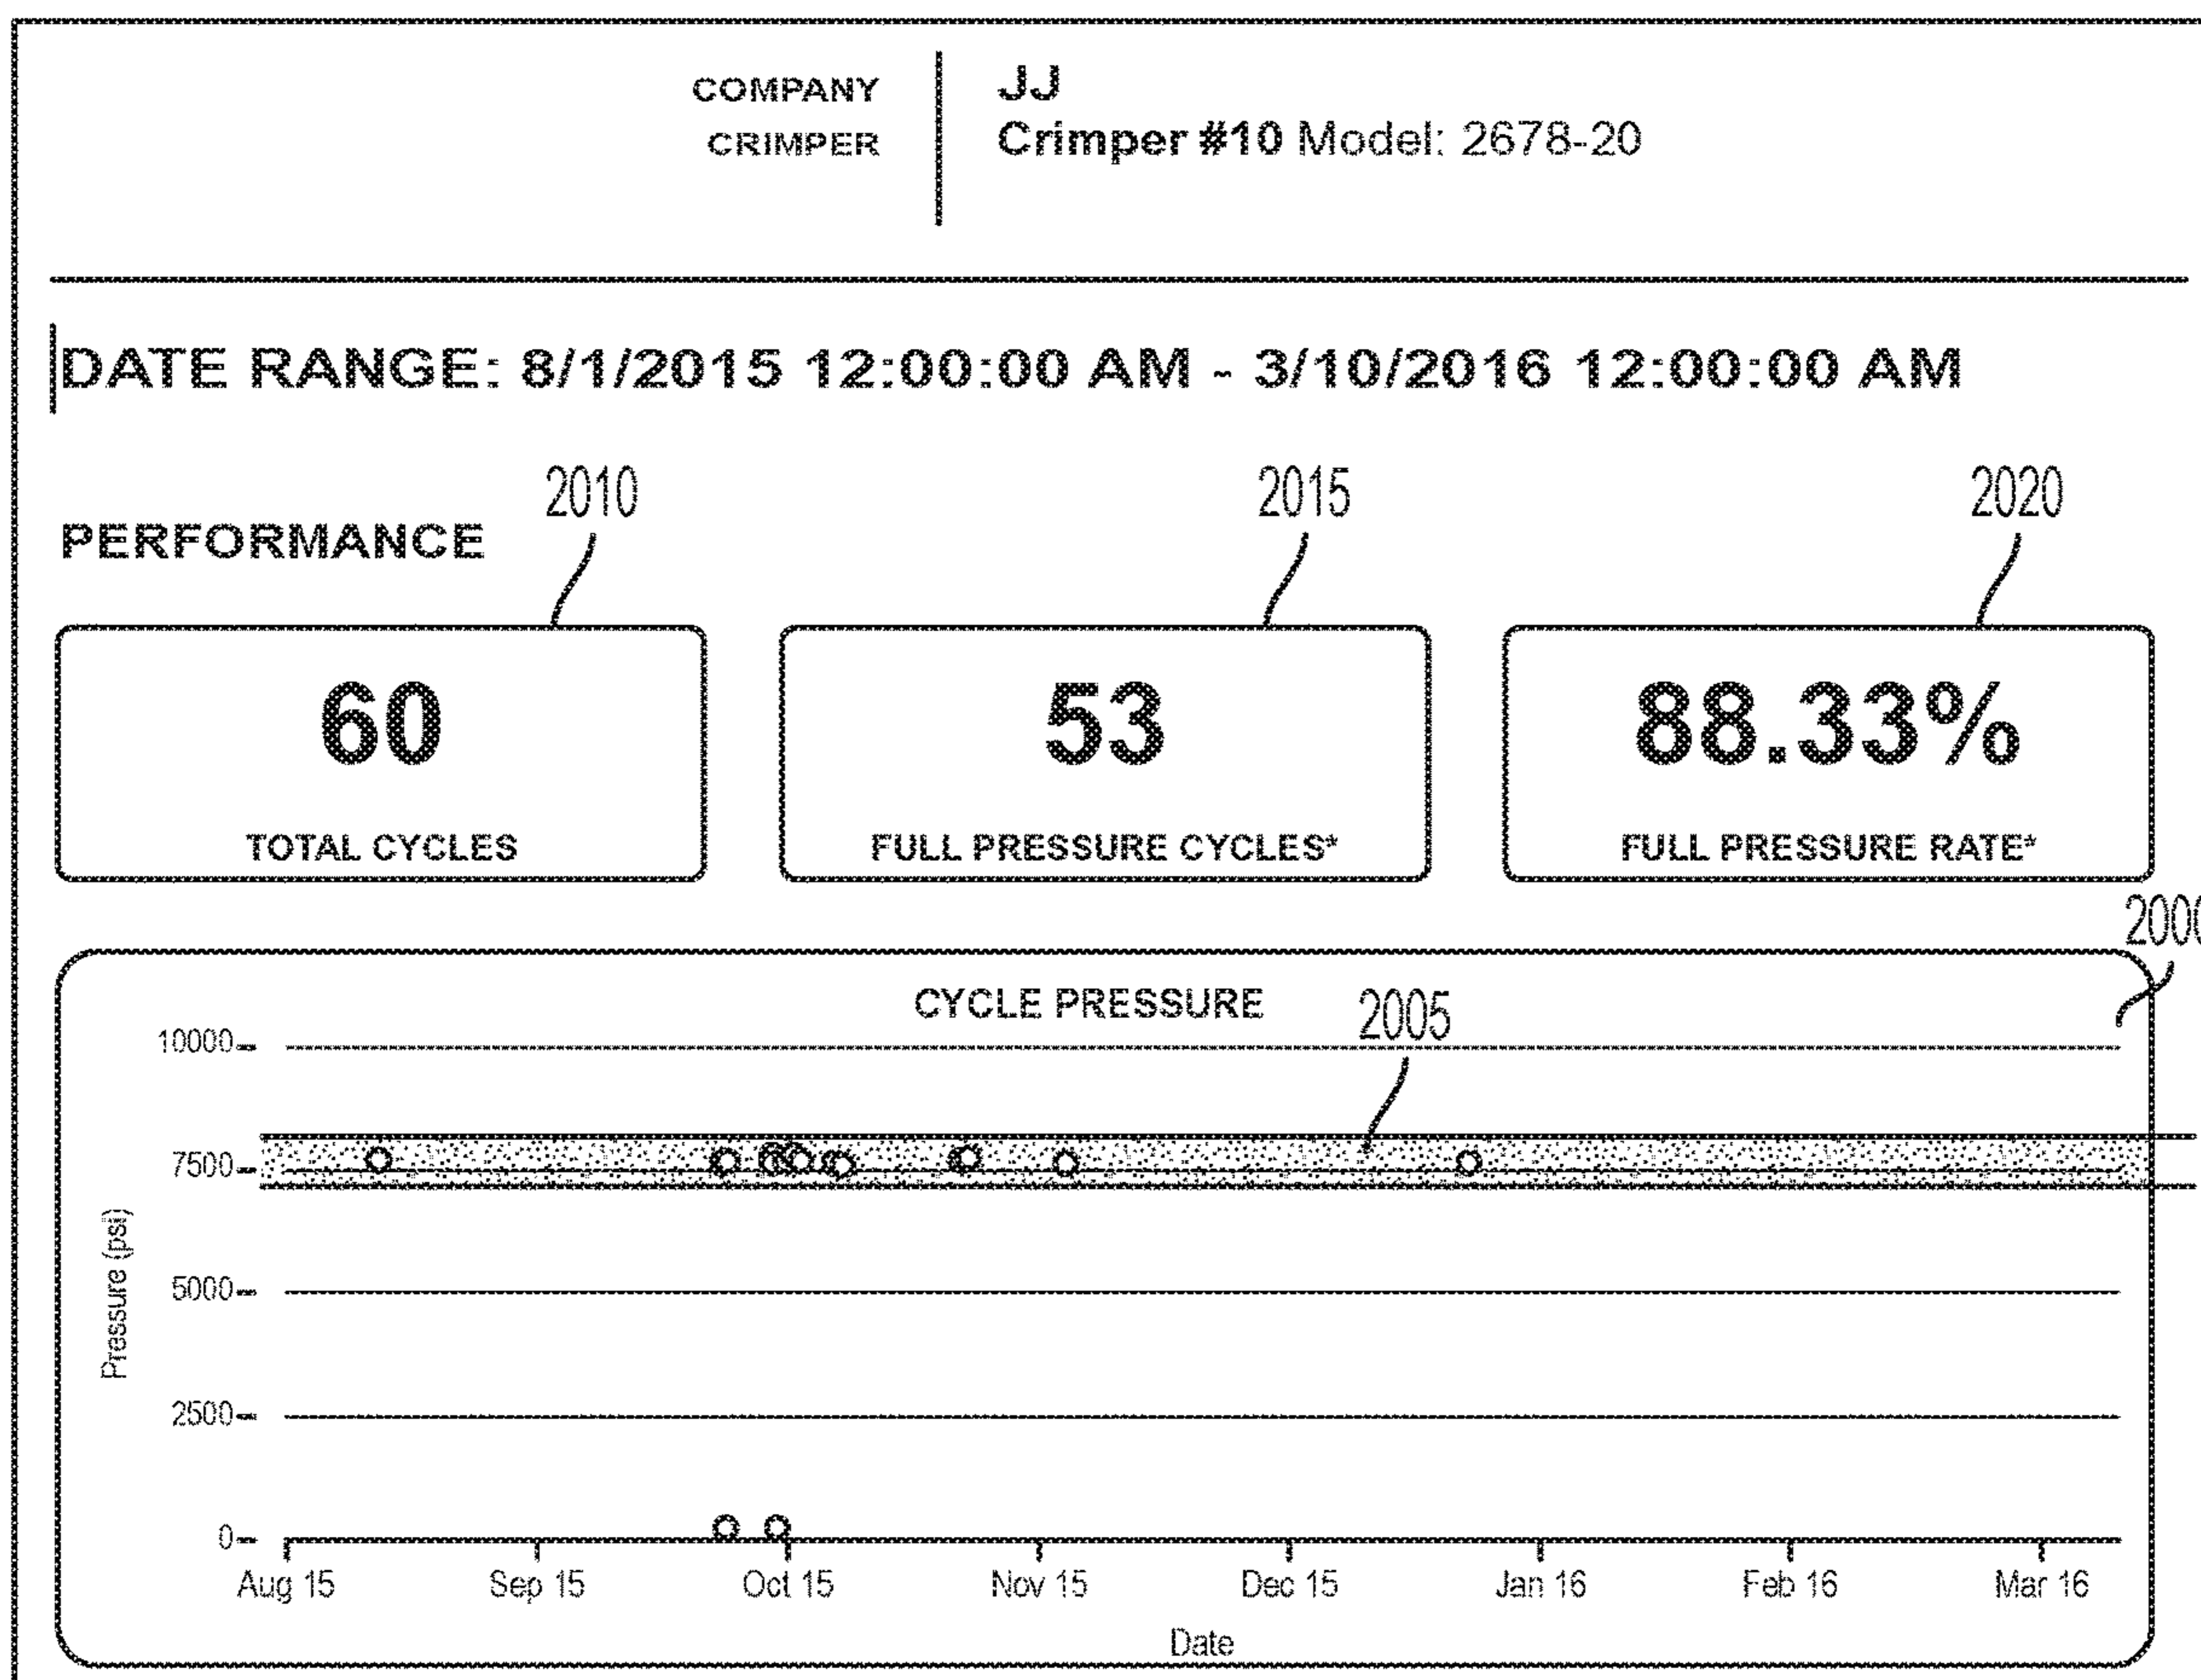 COMPANY JJ
CRIMPER Crimper #10 Model: 2678-20
DATE RANGE: 8/1/2015 12:00:00 AM - 3/10/2016 12:00:00 AM
2010 2015 2020
PERFORMANCE
60 53 88.33%
TOTAL CYCLES FULL PRESSURE CYCLES* FULL PRESSURE RATE*
2000
CYCLE PRESSURE 2005
10000
7500
5000
2500
0
Pressure (psi)
Aug 15 Sep 15 Oct 15 Nov 15 Dec 15 Jan 16 Feb 16 Mar 16
Date